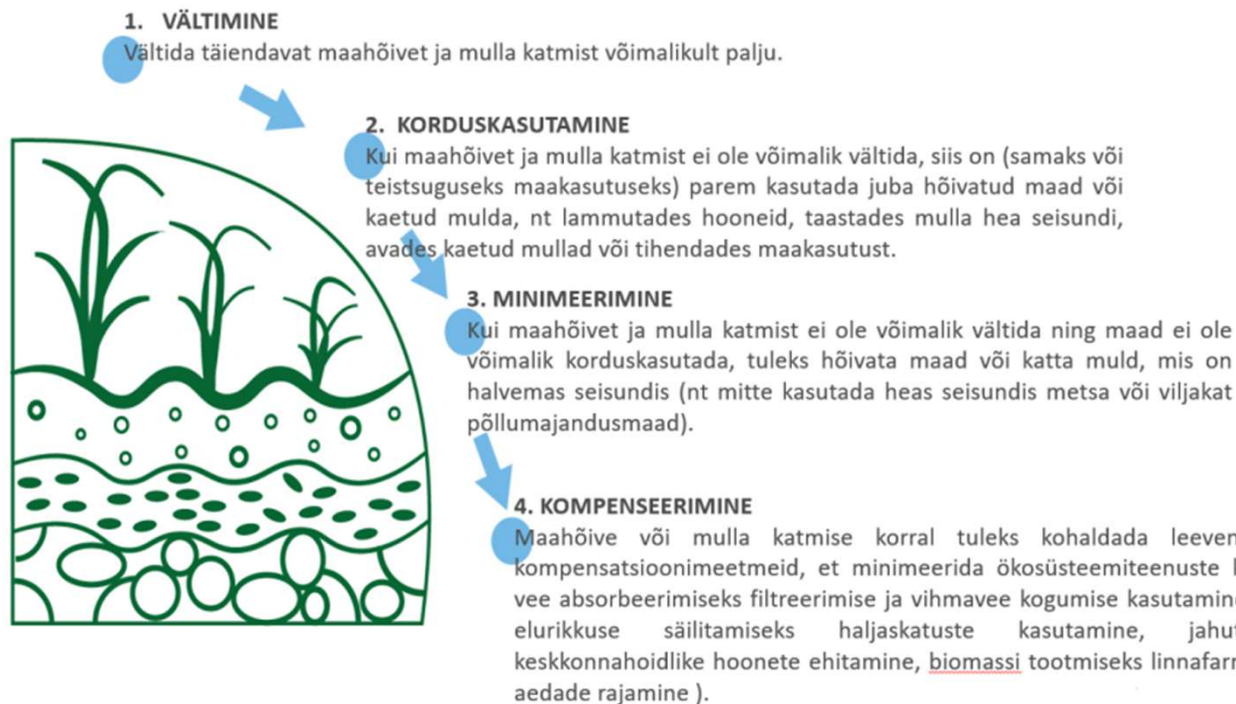 1. VÄLTIMINE
Vältida täiendavat maahõivet ja mulla katmist võimalikult palju.
2. KORDUSKASUTAMINE
Kui maahõivet ja mulla katmist ei ole võimalik vältida, siis on (samaks või
teistsuguseks maakasutuseks) parem kasutada juba hõivatud maad või
kaetud mulda, nt lammutades hooneid, taastades mulla hea seisundi,
avades kaetud mullad või tihendades maakasutust.
3. MINIMEERIMINE
Kui maahõivet ja mulla katmist ei ole võimalik vältida ning maad ei ole
võimalik korduskasutada, tuleks hõivata maad või katta muld, mis on
halvemas seisundis (nt mitte kasutada heas seisundis metsa või viljakat
põllumajandusmaad).
4. KOMPENSEERIMINE
Maahõive või mulla katmise korral tuleks kohaldada
kompensatsioonimeetmeid, et minimeerida ökosüsteemiteenuste
vee absorbeerimiseks filtreerimise ja vihmavee kogumise
elurikkuse säilitamiseks haljaskatuste kasutamine,
keskkonnahoidlike hoonete ehitamine, biomassi tootmiseks
aedade rajamine ).